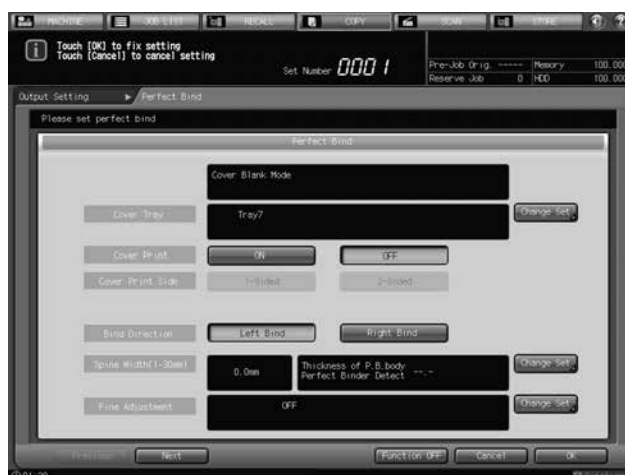 MACHINE JOB LIST RECALL COPY SCAN STORE
Touch [OK] to fix setting
Touch [Cancel] to cancel setting
Set Number 0001
Pre-Job Orig. ----- Memory 100.000
Reserve Job 0 HDD 100.000
Output Setting Perfect Bind
Please set perfect bind
Perfect Bind
Cover Blank Mode
Cover Tray Tray7 Change Set
Cover Print ON OFF
Cover Print Side 1-Sided 2-Sided
Bind Direction Left Bind Right Bind
Spine Width(1-30mm) 0.0mm Thickness of P.B.body
Perfect Binder Detect --.- Change Set
Fine Adjustment OFF Change Set
Previous Next Function OFF Cancel OK